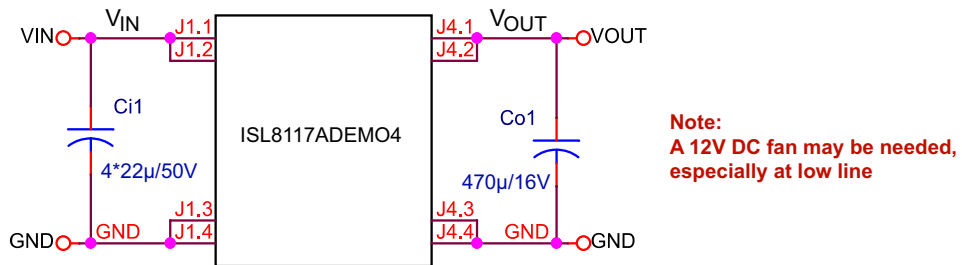 VIN
V_IN
J1.1
J1.2
J4.1
J4.2
V_OUT
VOUT
Ci1
4*22µ/50V
ISL8117ADEMO4
Co1
470µ/16V
Note:
A 12V DC fan may be needed,
especially at low line
GND
GND
J1.3
J1.4
J4.3
J4.4
GND
GND